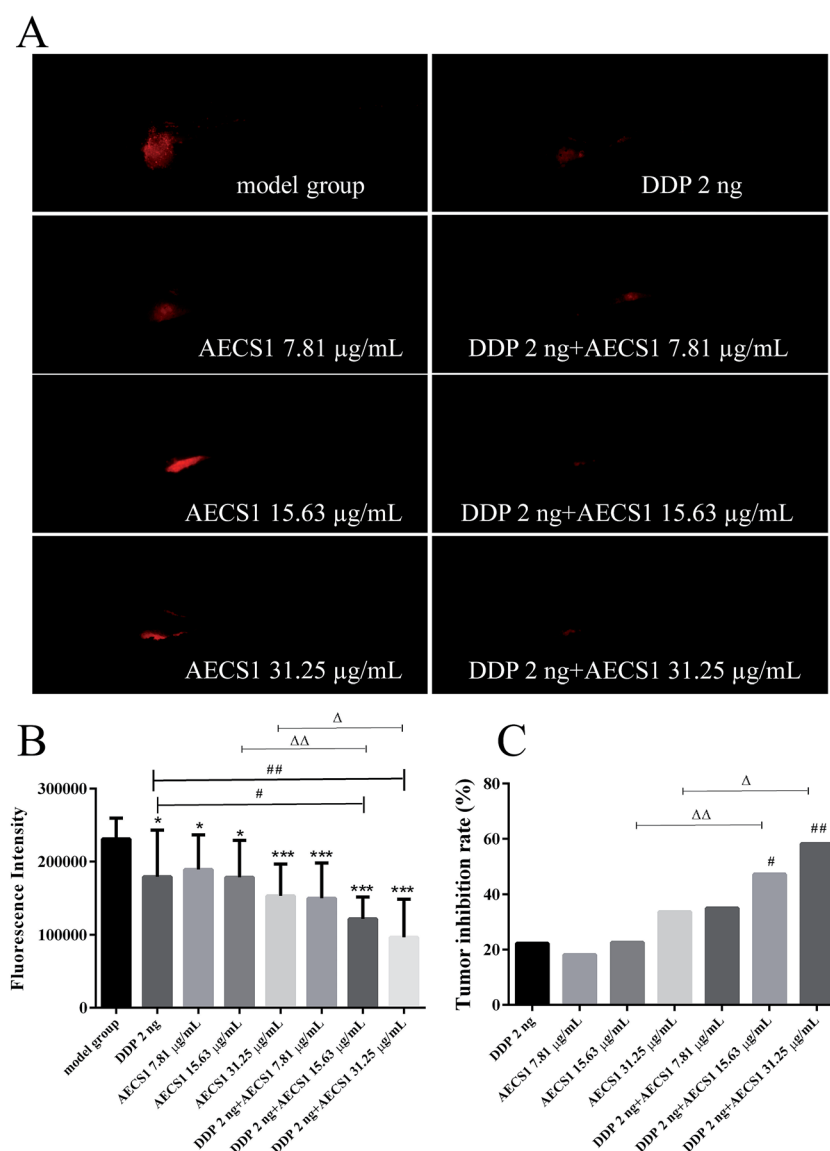 A
model group
DDP 2 ng
AECS1 7.81 µg/mL
DDP 2 ng+AECS1 7.81 µg/mL
AECS1 15.63 µg/mL
DDP 2 ng+AECS1 15.63 µg/mL
AECS1 31.25 µg/mL
DDP 2 ng+AECS1 31.25 µg/mL
B
Δ
ΔΔ
##
#
Fluorescence Intensity
300000
200000
100000
0
*
*
*
***
***
***
***
model group
DDP 2 ng
AECS1 7.81 µg/mL
AECS1 15.63 µg/mL
AECS1 31.25 µg/mL
DDP 2 ng+AECS1 7.81 µg/mL
DDP 2 ng+AECS1 15.63 µg/mL
DDP 2 ng+AECS1 31.25 µg/mL
C
Tumor inhibition rate (%)
80
60
40
20
0
Δ
ΔΔ
#
##
DDP 2 ng
AECS1 7.81 µg/mL
AECS1 15.63 µg/mL
AECS1 31.25 µg/mL
DDP 2 ng+AECS1 7.81 µg/mL
DDP 2 ng+AECS1 15.63 µg/mL
DDP 2 ng+AECS1 31.25 µg/mL